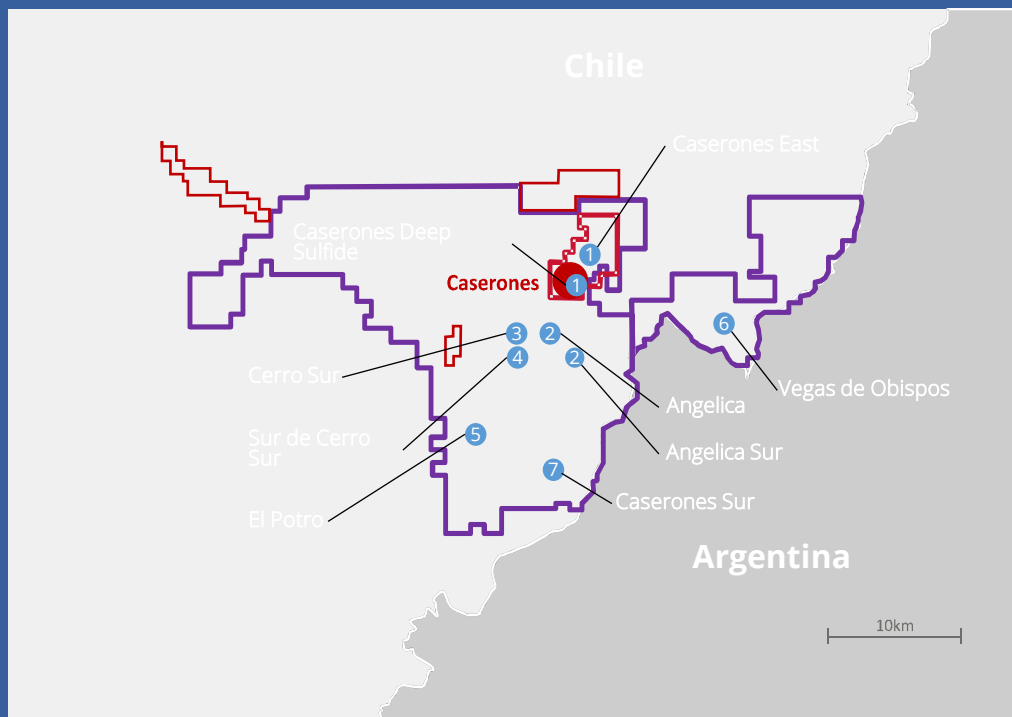 Chile
Caserones East
Caserones Deep
Sulfide
1
Caserones
1
3
2
6
4
2
Cerro Sur
Vegas de Obispos
Angelica
Sur de Cerro
Sur
5
Angelica Sur
7
Caserones Sur
El Potro
Argentina
10km